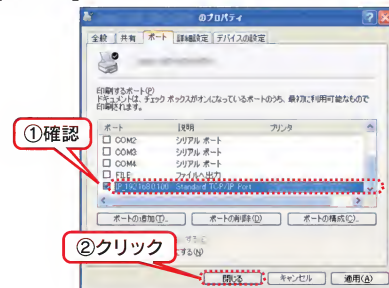 のプロパティ
全般 共有 ポート 詳細設定 デバイスの設定
印刷するポート(P)
ドキュメントは、チェック ボックスがオンになっているポートのうち、最初に利用可能なもので
印刷されます。
ポート 説明 プリンタ
COM2: シリアル ポート
COM3: シリアル ポート
COM4: シリアル ポート
FILE: ファイルへ出力
IP_192.168.0.100 Standard TCP/IP Port
①確認
ポートの追加(T)... ポートの削除(D) ポートの構成(C)...
②クリック
する(N)
閉じる キャンセル 適用(A)